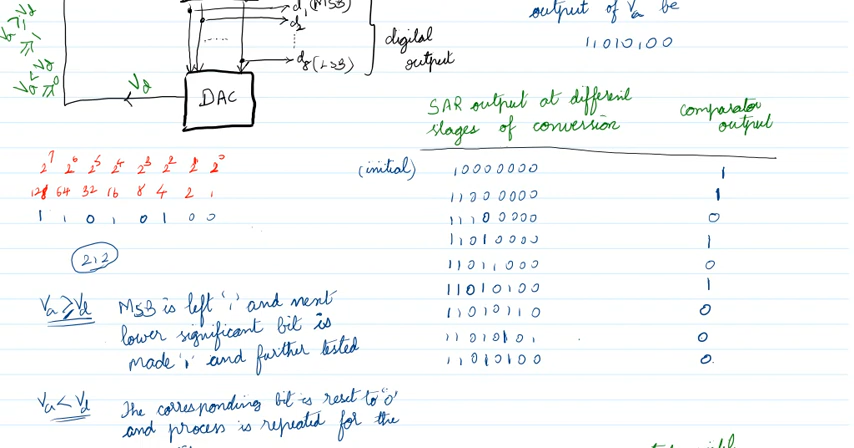 output of Va be
11010100
d1 (MSB)
d2
d8 (LSB)
digital
output
Vd
DAC
SAR output at different
stages of conversion
comparator
output
2^7 2^6 2^5 2^4 2^3 2^2 2^1 2^0
128 64 32 16 8 4 2 1
1 1 0 1 0 1 0 0
212
(initial) 10000000 1
11000000 1
11100000 0
11010000 1
11011000 0
11010100 1
11010110 0
11010101 0
11010100 0
Va ≥ Vd MSB is left '1' and next
lower significant bit is
made '1' and further tested
Va < Vd The corresponding bit is reset to '0'
and process is repeated for the